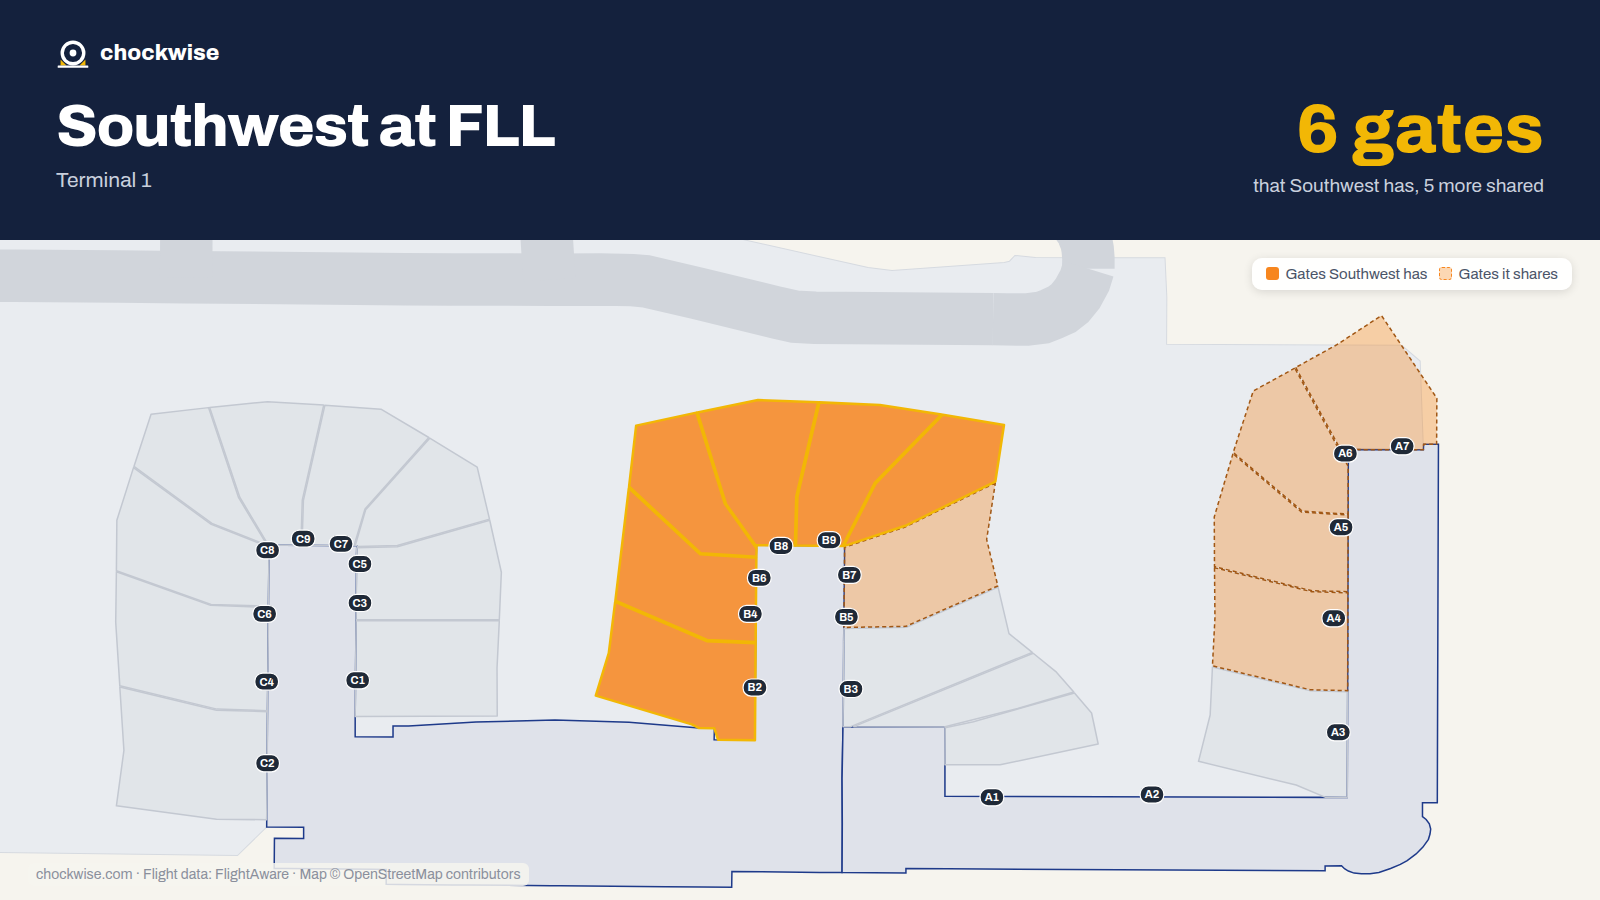 chockwise
Southwest at FLL
Terminal 1
6 gates
that Southwest has, 5 more shared
Gates Southwest has
Gates it shares
A7
A6
A5
A4
A3
A2
A1
B8
B9
B6
B7
B4
B5
B2
B3
C9
C7
C8
C5
C3
C6
C4
C1
C2
chockwise.com · Flight data: FlightAware · Map © OpenStreetMap contributors